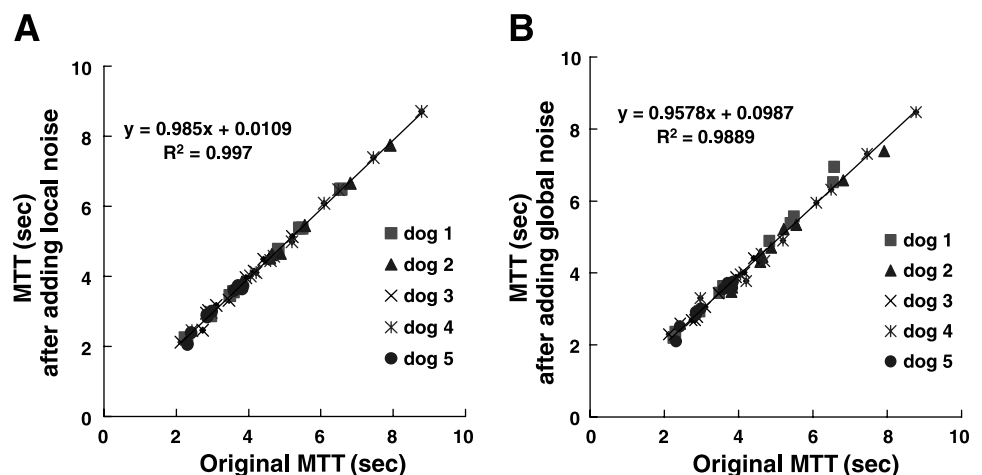 A
MTT (sec)
after adding local noise
10
8
6
4
2
0
y = 0.985x + 0.0109
R² = 0.997
dog 1
dog 2
dog 3
dog 4
dog 5
0 2 4 6 8 10
Original MTT (sec)
B
MTT (sec)
after adding global noise
10
8
6
4
2
0
y = 0.9578x + 0.0987
R² = 0.9889
dog 1
dog 2
dog 3
dog 4
dog 5
0 2 4 6 8 10
Original MTT (sec)